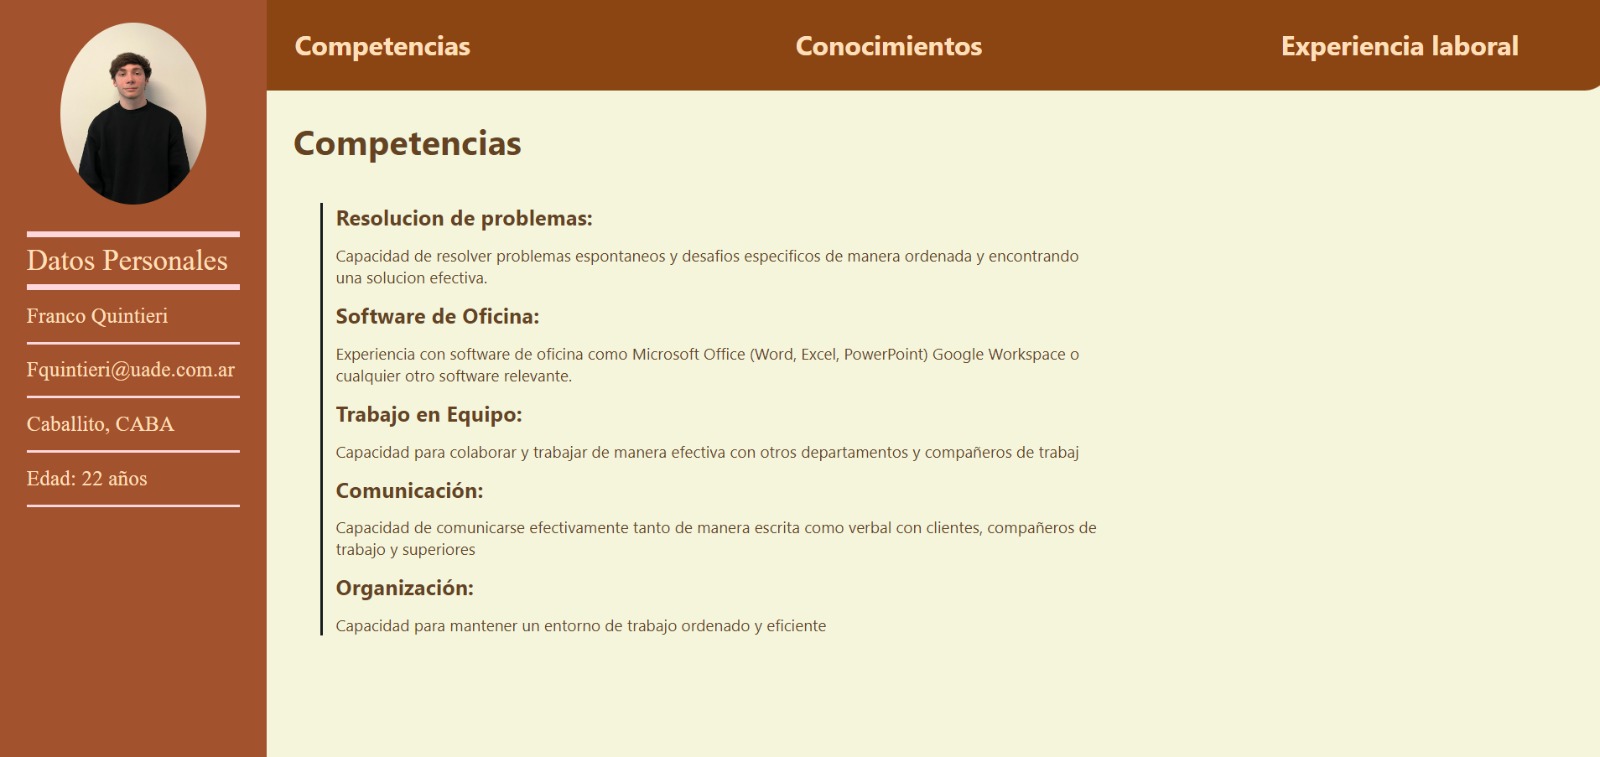 Competencias
Conocimientos
Experiencia laboral
Datos Personales
Franco Quintieri
Fquintieri@uade.com.ar
Caballito, CABA
Edad: 22 años
Competencias
Resolucion de problemas:
Capacidad de resolver problemas espontaneos y desafios especificos de manera ordenada y encontrando
una solucion efectiva.
Software de Oficina:
Experiencia con software de oficina como Microsoft Office (Word, Excel, PowerPoint) Google Workspace o
cualquier otro software relevante.
Trabajo en Equipo:
Capacidad para colaborar y trabajar de manera efectiva con otros departamentos y compañeros de trabaj
Comunicación:
Capacidad de comunicarse efectivamente tanto de manera escrita como verbal con clientes, compañeros de
trabajo y superiores
Organización:
Capacidad para mantener un entorno de trabajo ordenado y eficiente